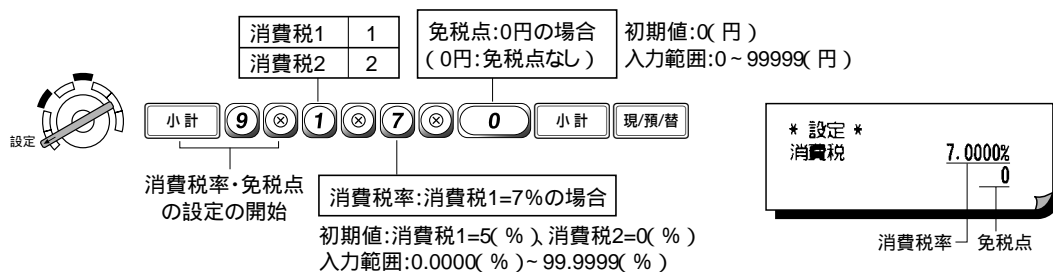 消費税1 1
消費税2 2
免税点:0円の場合
(0円:免税点なし)
初期値:0(円)
入力範囲:0~99999(円)
設定
小計 9 ⊗ 1 ⊗ 7 ⊗ 0 小計 現/預/替
消費税率・免税点
の設定の開始
消費税率:消費税1=7%の場合
初期値:消費税1=5(%)、消費税2=0(%)
入力範囲:0.0000(%)~99.9999(%)
* 設定 *
消費税 7.0000%
0
消費税率 免税点